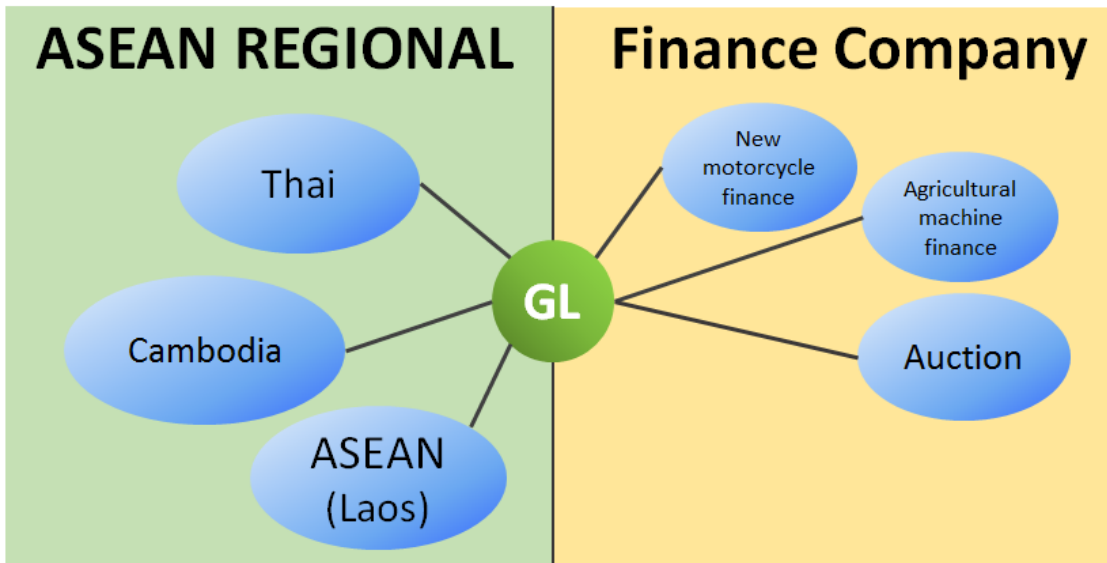 ASEAN REGIONAL
Thai
Cambodia
ASEAN
(Laos)
GL
Finance Company
New
motorcycle
finance
Agricultural
machine
finance
Auction